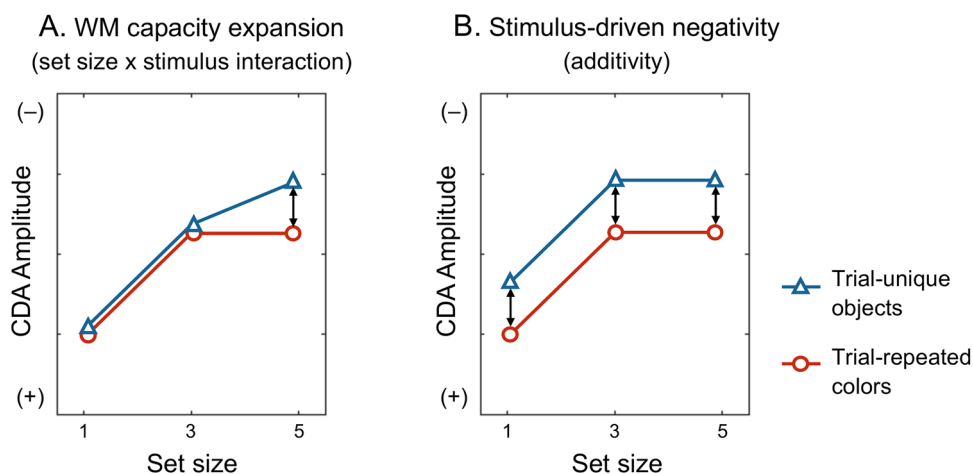 A. WM capacity expansion
(set size x stimulus interaction)
(–)
CDA Amplitude
(+)
1 3 5
Set size
B. Stimulus-driven negativity
(additivity)
(–)
CDA Amplitude
(+)
1 3 5
Set size
Trial-unique
objects
Trial-repeated
colors